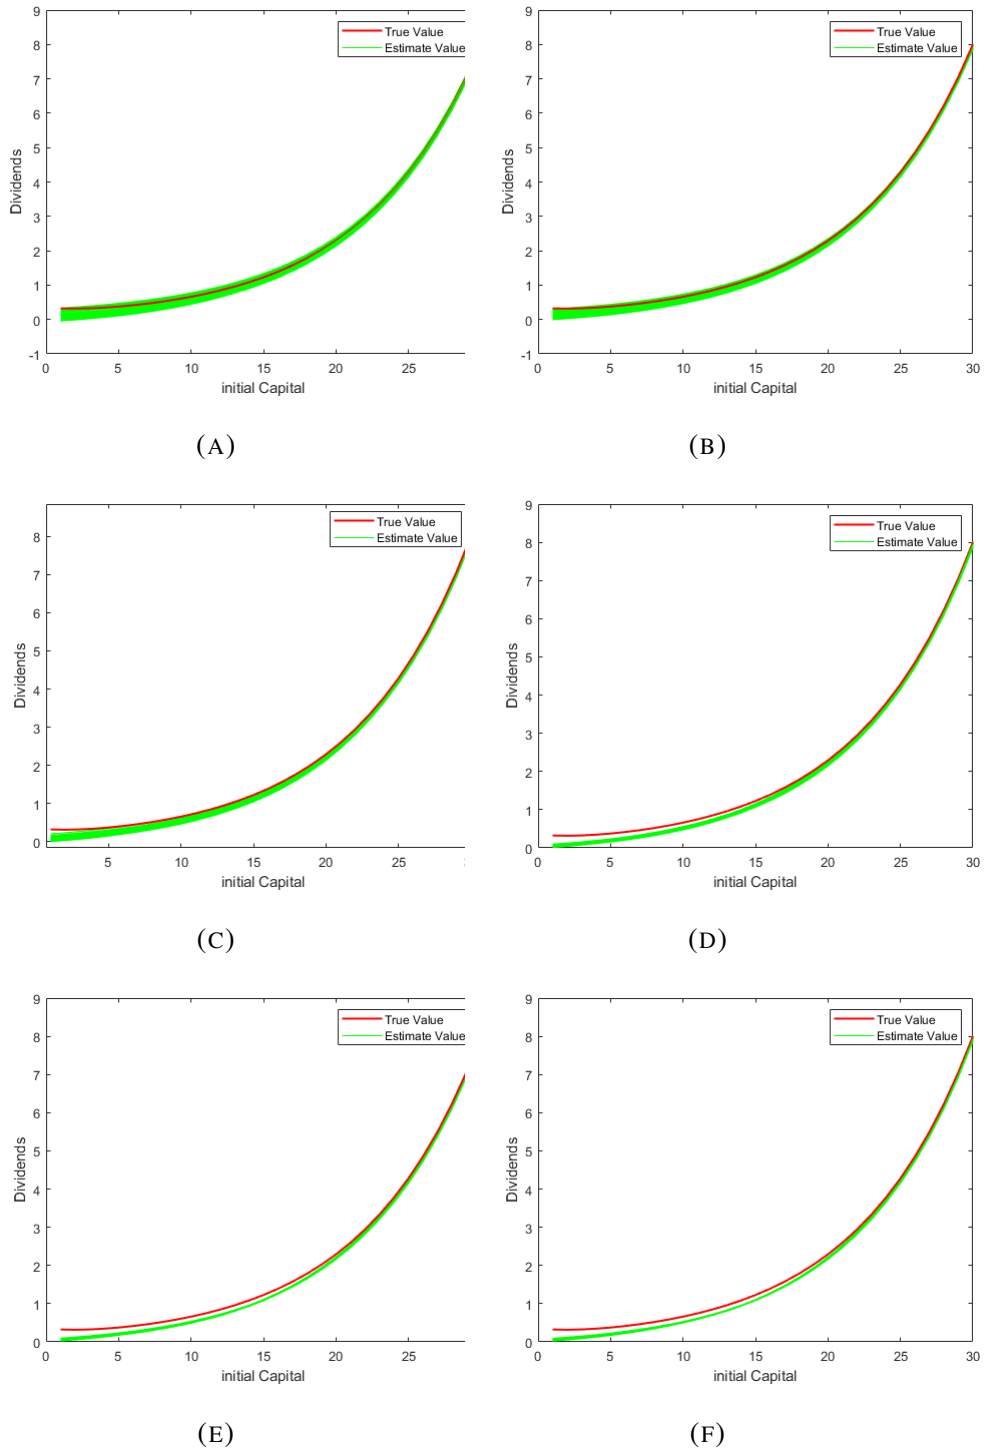 9
8
7
6
5
4
3
2
1
0
-1
0 5 10 15 20 25
Dividends
initial Capital
True Value
Estimate Value
(A)
9
8
7
6
5
4
3
2
1
0
-1
0 5 10 15 20 25 30
Dividends
initial Capital
True Value
Estimate Value
(B)
8
7
6
5
4
3
2
1
0
5 10 15 20 25
Dividends
initial Capital
True Value
Estimate Value
(C)
9
8
7
6
5
4
3
2
1
0
0 5 10 15 20 25 30
Dividends
initial Capital
True Value
Estimate Value
(D)
9
8
7
6
5
4
3
2
1
0
0 5 10 15 20 25
Dividends
initial Capital
True Value
Estimate Value
(E)
9
8
7
6
5
4
3
2
1
0
0 5 10 15 20 25 30
Dividends
initial Capital
True Value
Estimate Value
(F)